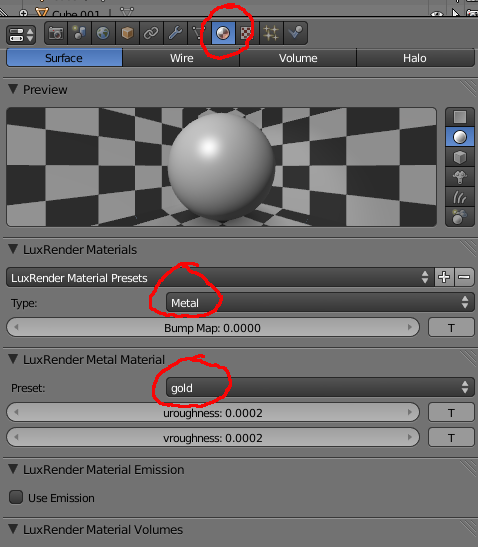 Cube.001
Surface Wire Volume Halo
Preview
LuxRender Materials
LuxRender Material Presets
Type: Metal
Bump Map: 0.0000 T
LuxRender Metal Material
Preset: gold
uroughness: 0.0002 T
vroughness: 0.0002 T
LuxRender Material Emission
Use Emission
LuxRender Material Volumes